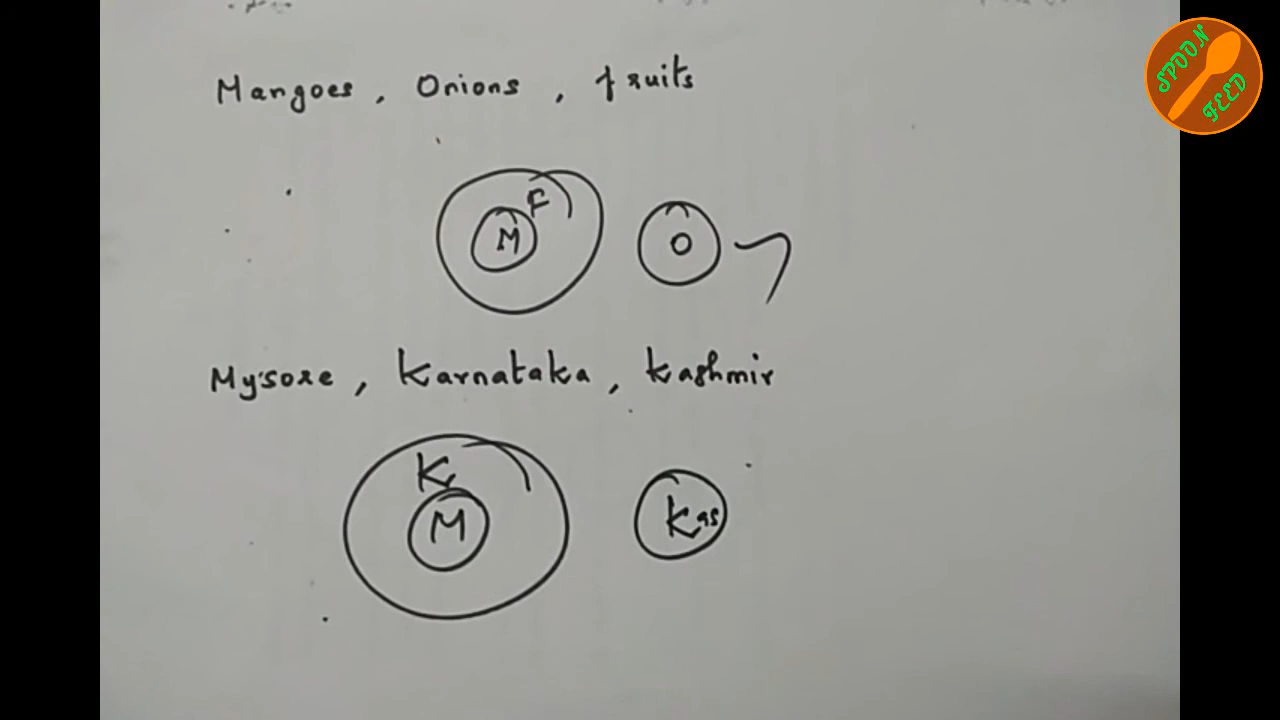 Mangoes, Onions, fruits
F
M
O
Mysore, Karnataka, Kashmir
K
M
Kas
SPOON
FEED